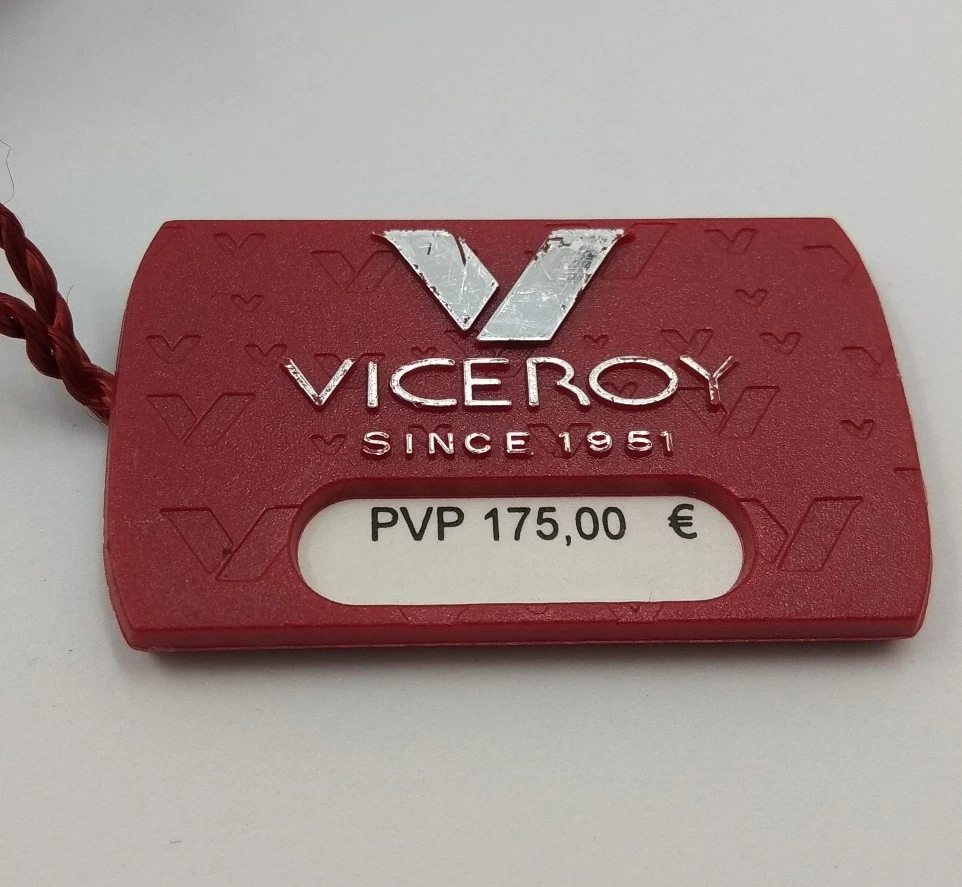 VICEROY
SINCE 1951
PVP 175,00 €